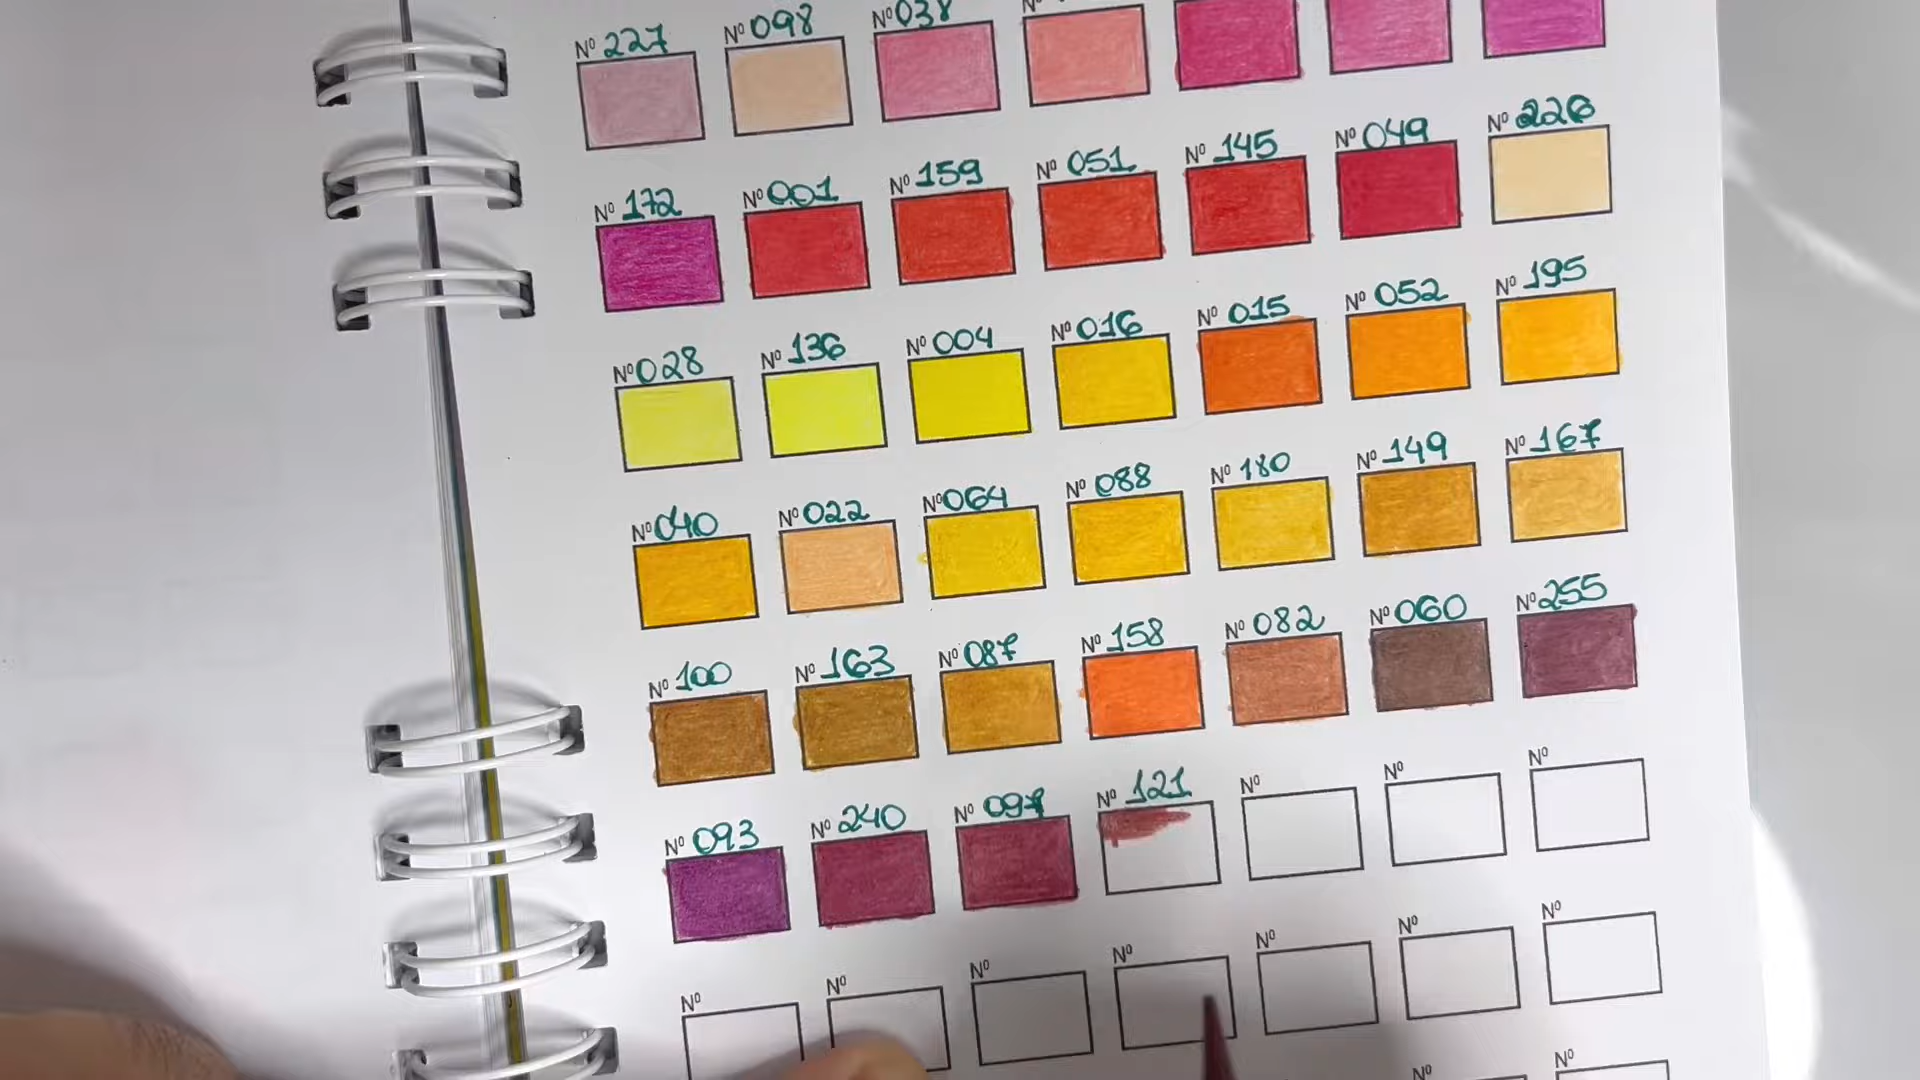 Nº 227 Nº 098 Nº 038
Nº 172 Nº 001 Nº 159 Nº 051 Nº 145 Nº 049 Nº 226
Nº 028 Nº 136 Nº 004 Nº 016 Nº 015 Nº 052 Nº 195
Nº 040 Nº 022 Nº 064 Nº 088 Nº 180 Nº 149 Nº 167
Nº 100 Nº 163 Nº 087 Nº 158 Nº 082 Nº 060 Nº 255
Nº 093 Nº 240 Nº 097 Nº 121 Nº Nº Nº
Nº Nº Nº Nº Nº Nº Nº
Nº Nº